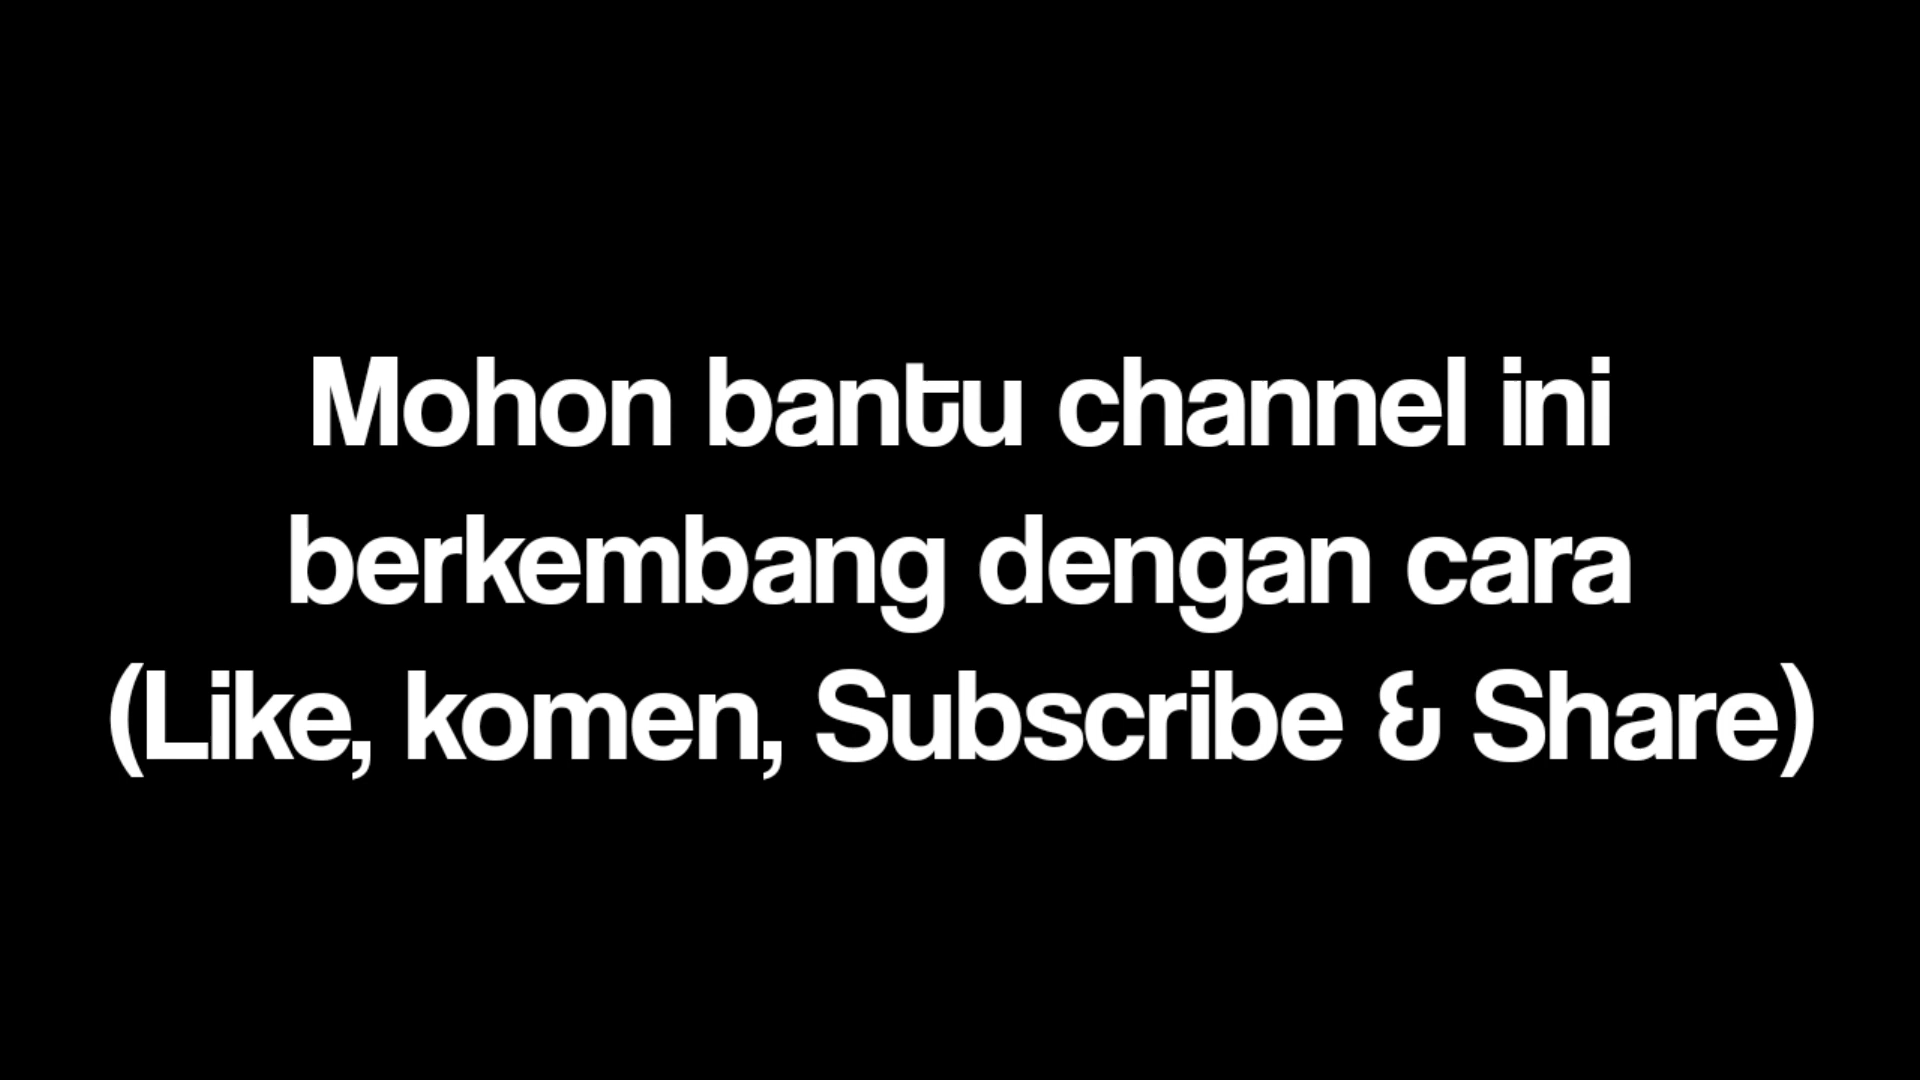 Mohon bantu channel ini
berkembang dengan cara
(Like, komen, Subscribe & Share)